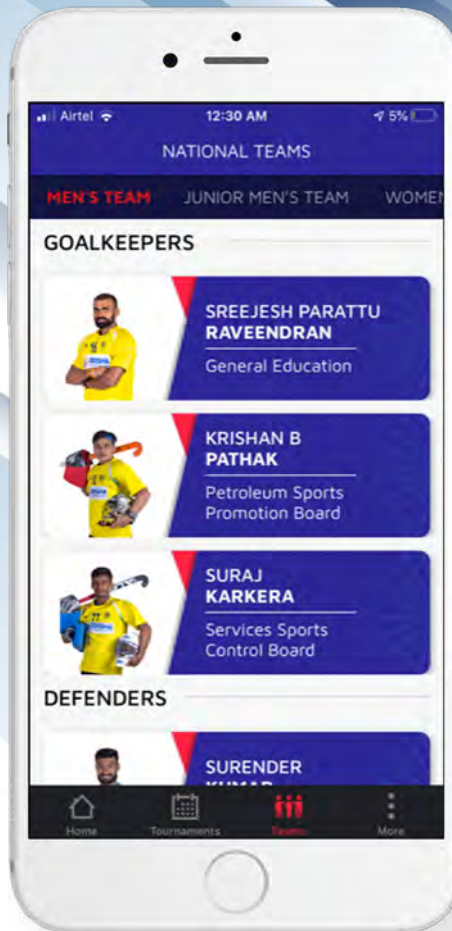 Airtel 12:30 AM 5%
NATIONAL TEAMS
MEN'S TEAM JUNIOR MEN'S TEAM WOMEN
GOALKEEPERS
SREEJESH PARATTU
RAVEENDRAN
General Education
KRISHAN B
PATHAK
Petroleum Sports
Promotion Board
SURAJ
KARKERA
Services Sports
Control Board
DEFENDERS
SURENDER
KUMAR
Home Tournaments Teams More